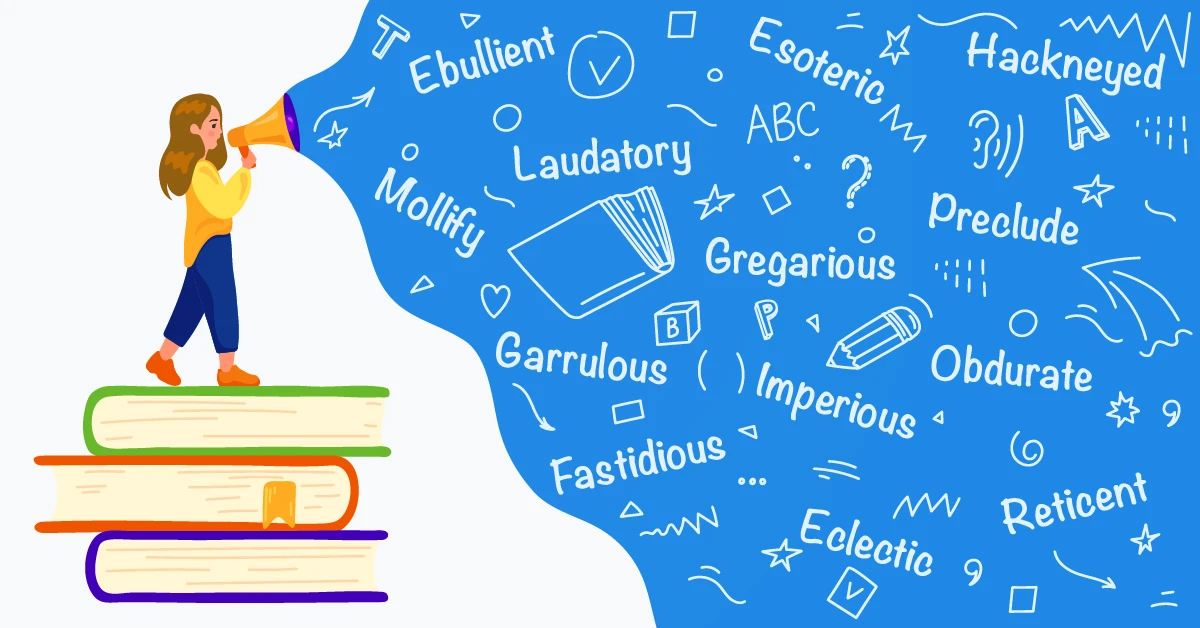 T
Ebullient
Esoteric
Hackneyed
ABC
A
Laudatory
Mollify
?
Preclude
Gregarious
B
P
Garrulous
( )
Imperious
Obdurate
,
Fastidious
...
Reticent
Eclectic
,